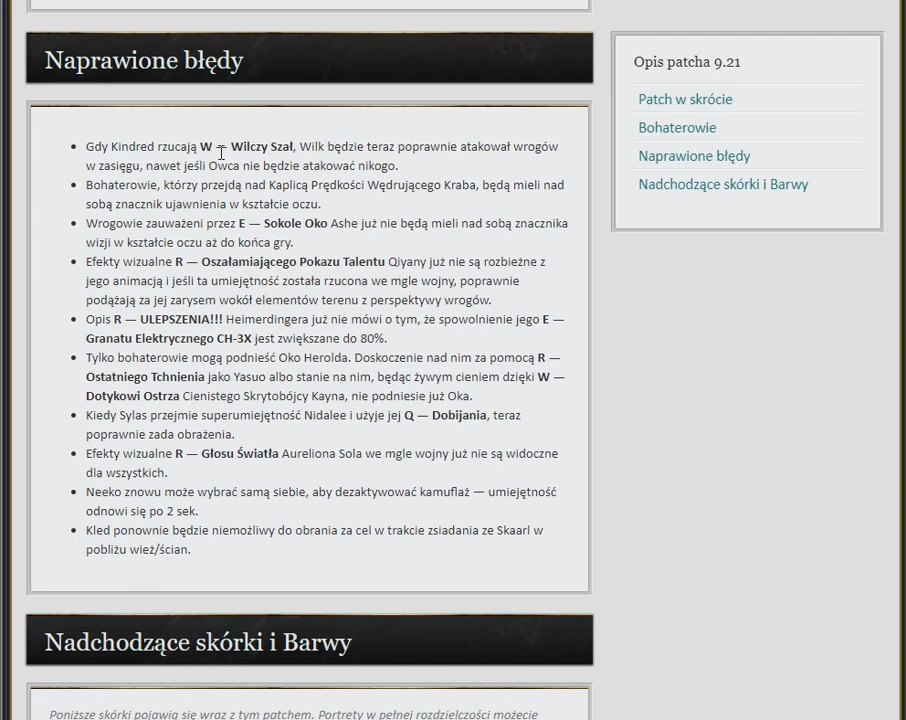 Naprawione błędy
Gdy Kindred rzucają W — Wilczy Szał, Wilk będzie teraz poprawnie atakował wrogów
w zasięgu, nawet jeśli Owca nie będzie atakować nikogo.
Bohaterowie, którzy przejdą nad Kaplicą Prędkości Wędrującego Kraba, będą mieli nad
sobą znacznik ujawnienia w kształcie oczu.
Wrogowie zauważeni przez E — Sokole Oko Ashe już nie będą mieli nad sobą znacznika
wizji w kształcie oczu aż do końca gry.
Efekty wizualne R — Oszałamiającego Pokazu Talentu Qiyany już nie są rozbieżne z
jego animacją i jeśli ta umiejętność została rzucona we mgle wojny, poprawnie
podążają za jej zarysem wokół elementów terenu z perspektywy wrogów.
Opis R — ULEPSZENIA!!! Heimerdingera już nie mówi o tym, że spowolnienie jego E —
Granatu Elektrycznego CH-3X jest zwiększane do 80%.
Tylko bohaterowie mogą podnieść Oko Herolda. Doskoczenie nad nim za pomocą R —
Ostatniego Tchnienia jako Yasuo albo stanie na nim, będąc żywym cieniem dzięki W —
Dotykowi Ostrza Cienistego Skrytobójcy Kayna, nie podniesie już Oka.
Kiedy Sylas przejmie superumiejętność Nidalee i użyje jej Q — Dobijania, teraz
poprawnie zada obrażenia.
Efekty wizualne R — Głosu Światła Aureliona Sola we mgle wojny już nie są widoczne
dla wszystkich.
Neeko znowu może wybrać samą siebie, aby dezaktywować kamuflaż — umiejętność
odnowi się po 2 sek.
Kled ponownie będzie niemożliwy do obrania za cel w trakcie zsiadania ze Skaarl w
pobliżu wież/ścian.
Nadchodzące skórki i Barwy
Poniższe skórki pojawią się wraz z tym patchem. Portrety w pełnej rozdzielczości możecie
Opis patcha 9.21
Patch w skrócie
Bohaterowie
Naprawione błędy
Nadchodzące skórki i Barwy